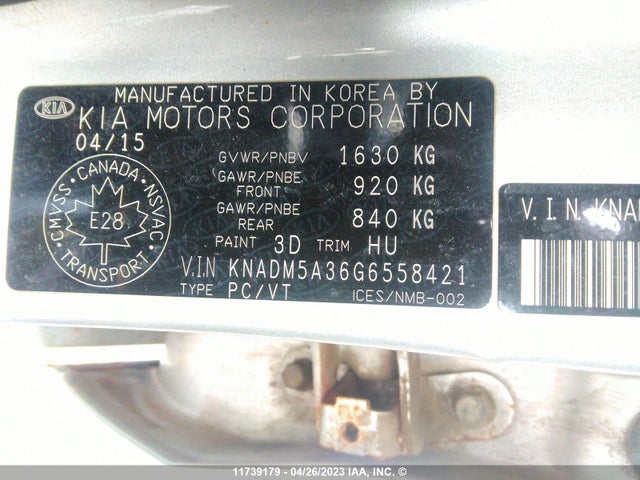 MANUFACTURED IN KOREA BY
KIA
KIA MOTORS CORPORATION
04/15
GVWR/PNBV 1630 KG
GAWR/PNBE FRONT 920 KG
GAWR/PNBE REAR 840 KG
PAINT 3D TRIM HU
V.I.N KNADM5A36G6558421
TYPE PC/VT
ICES/NMB-002
CMVSS · CANADA · NSVAC
E28
TRANSPORT
V.I.N. KNAD
11739179 - 04/26/2023 IAA, INC. ©